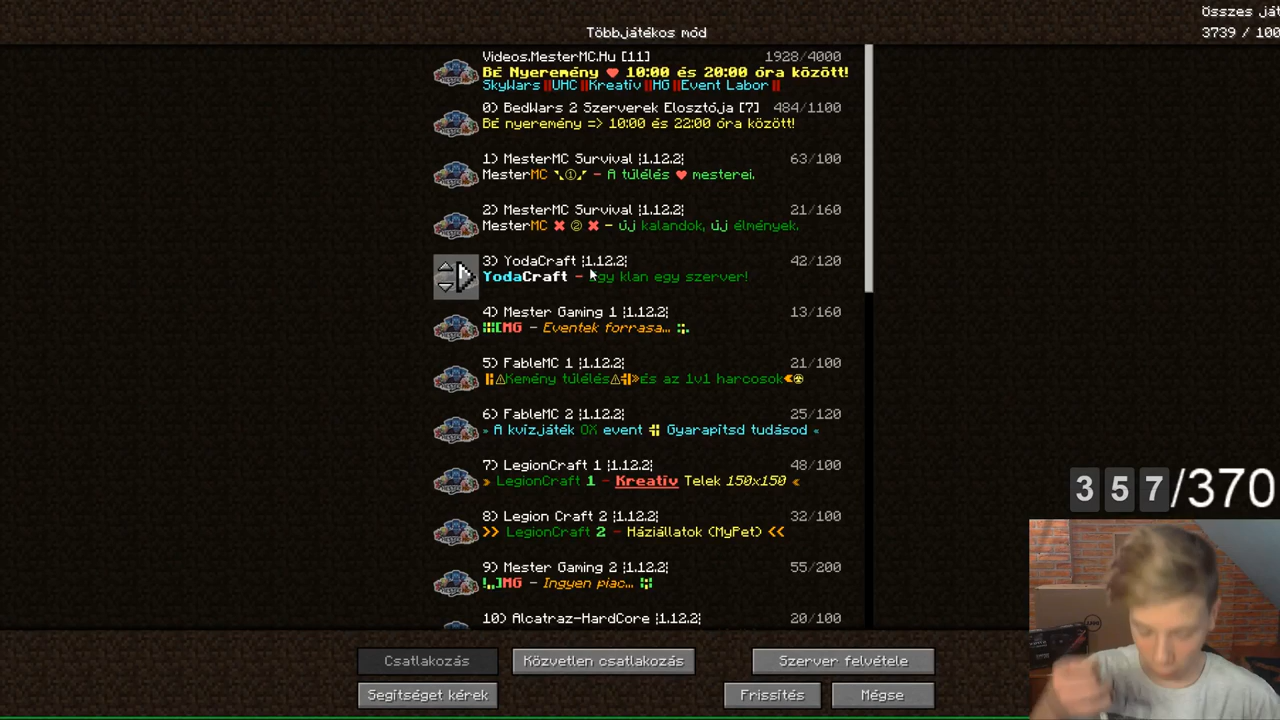 Összes ját
3739 / 100
Többjátékos mód
Videos.MesterMC.Hu [11] 1928/4000
BÉ Nyeremény ❤ 10:00 és 20:00 óra között!
SkyWars ||UHC||Kreatív||HG||Event Labor||
0) BedWars 2 Szerverek Elosztója [7] 484/1100
BÉ nyeremény => 10:00 és 22:00 óra között!
1) MesterMC Survival [1.12.2] 63/100
MesterMC ① - A túlélés ❤ mesterei.
2) MesterMC Survival [1.12.2] 21/160
MesterMC ✖ ② ✖ - új kalandok, új élmények.
3) YodaCraft [1.12.2] 42/120
YodaCraft - gy klan egy szerver!
4) Mester Gaming 1 [1.12.2] 13/160
MG - Eventek forrása...
5) FableMC 1 [1.12.2] 21/100
Kemény túlélés És az 1v1 harcosok
6) FableMC 2 [1.12.2] 25/120
» A kvízjáték OX event Gyarapítsd tudásod «
7) LegionCraft 1 [1.12.2] 48/100
» LegionCraft 1 - Kreatív Telek 150x150 «
8) Legion Craft 2 [1.12.2] 32/100
>> LegionCraft 2 - Háziállatok (MyPet) <<
9) Mester Gaming 2 [1.12.2] 55/200
MG - Ingyen piac...
10) Alcatraz-HardCore [1.12.2] 20/100
357/370
Csatlakozás Közvetlen csatlakozás Szerver felvétele
Segítséget kérek Frissítés Mégse